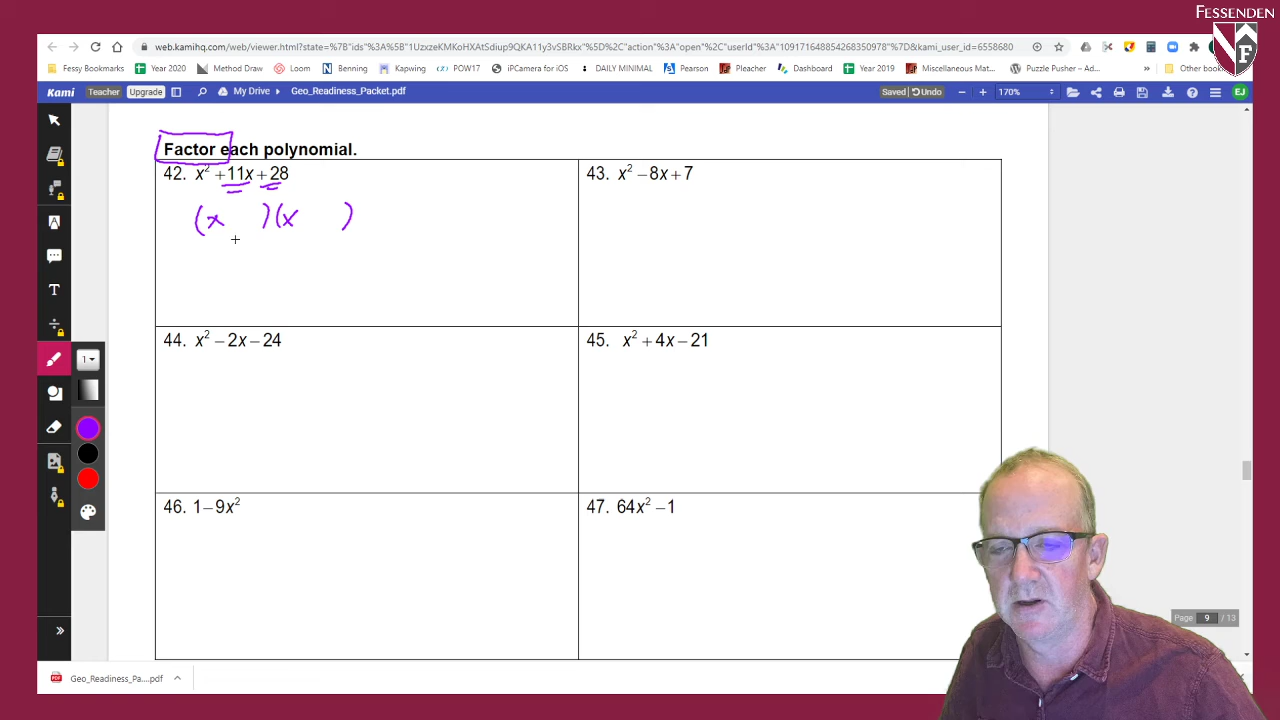 FESSENDEN
web.kamihq.com/web/viewer.html?state=%7B"ids"%3A%5B"1UzxzeKMKoHXAtSdiup9QKA11y3vSBRkx"%5D%2C"action"%3A"open"%2C"userId"%3A"109171648854268350978"%7D&kami_user_id=6558680
Fessy Bookmarks Year 2020 Method Draw Loom Benning Kapwing POW17 iPCamera for iOS DAILY MINIMAL Pearson Pleacher Dashboard Year 2019 Miscellaneous Mat... Puzzle Pusher – Ad... » Other book
Kami Teacher Upgrade My Drive Geo_Readiness_Packet.pdf Saved Undo 170% EJ
Factor each polynomial.
42. x² + 11x + 28
(x )(x )
43. x² − 8x + 7
44. x² − 2x − 24
45. x² + 4x − 21
46. 1 − 9x²
47. 64x² − 1
1
Page 9 / 13
Geo_Readiness_Pa....pdf
F